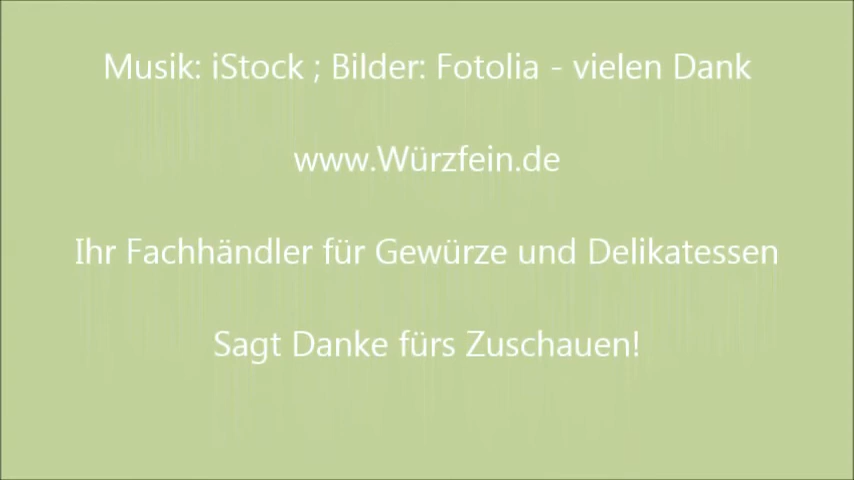 Musik: iStock ; Bilder: Fotolia - vielen Dank
www.Würzfein.de
Ihr Fachhändler für Gewürze und Delikatessen
Sagt Danke fürs Zuschauen!